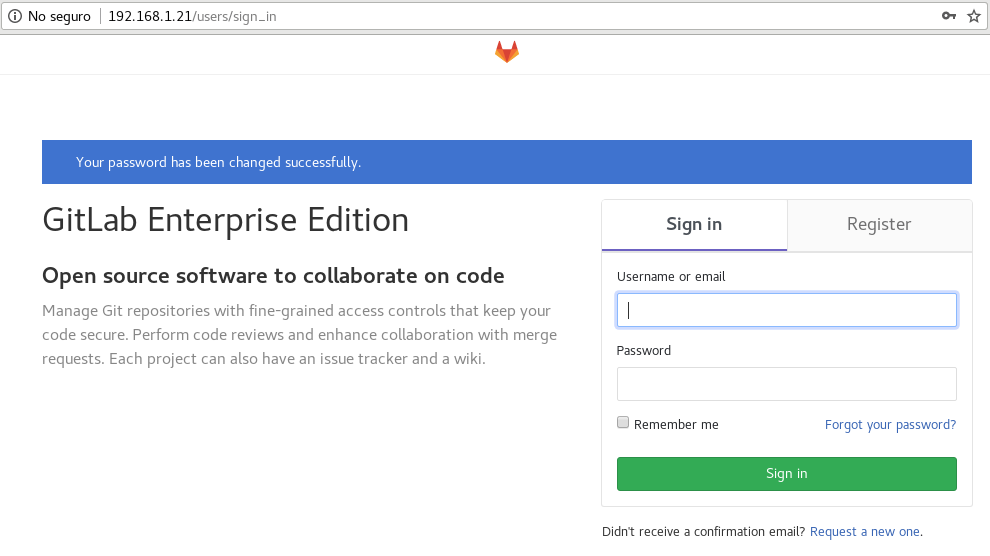 No seguro 192.168.1.21/users/sign_in
Your password has been changed successfully.
GitLab Enterprise Edition
Open source software to collaborate on code
Manage Git repositories with fine-grained access controls that keep your
code secure. Perform code reviews and enhance collaboration with merge
requests. Each project can also have an issue tracker and a wiki.
Sign in Register
Username or email
Password
Remember me Forgot your password?
Sign in
Didn't receive a confirmation email? Request a new one.